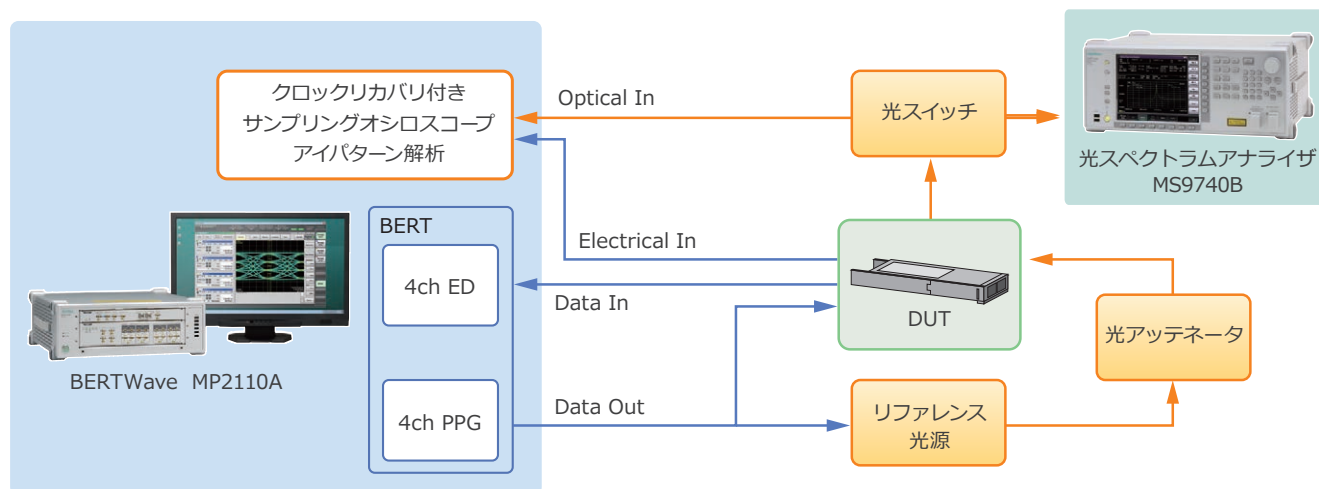 クロックリカバリ付き
サンプリングオシロスコープ
アイパターン解析
Optical In
光スイッチ
光スペクトラムアナライザ
MS9740B
BERT
Electrical In
4ch ED
Data In
DUT
光アッテネータ
BERTWave MP2110A
4ch PPG
Data Out
リファレンス
光源